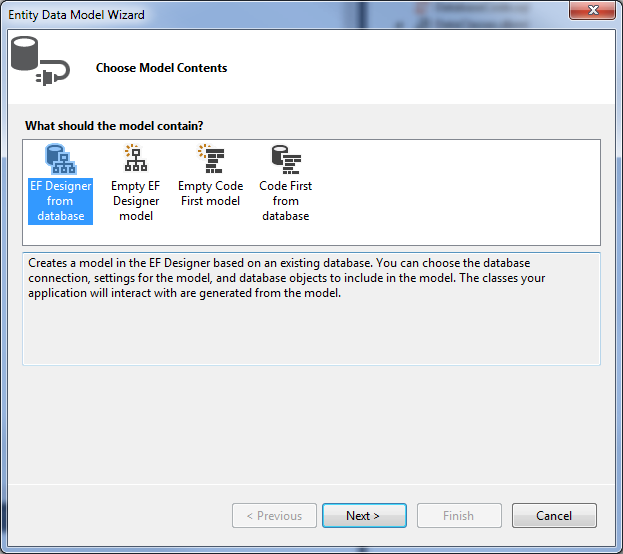 Entity Data Model Wizard
Choose Model Contents
What should the model contain?
EF Designer
from
database
Empty EF
Designer
model
Empty Code
First model
Code First
from
database
Creates a model in the EF Designer based on an existing database. You can choose the database
connection, settings for the model, and database objects to include in the model. The classes your
application will interact with are generated from the model.
< Previous
Next >
Finish
Cancel